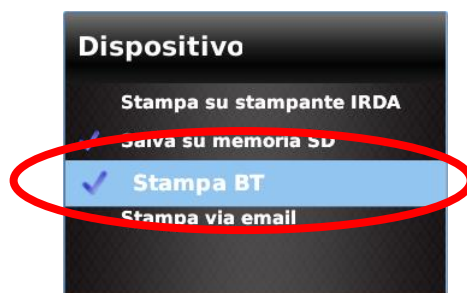 Dispositivo
Stampa su stampante IRDA
Salva su memoria SD
Stampa BT
Stampa via email